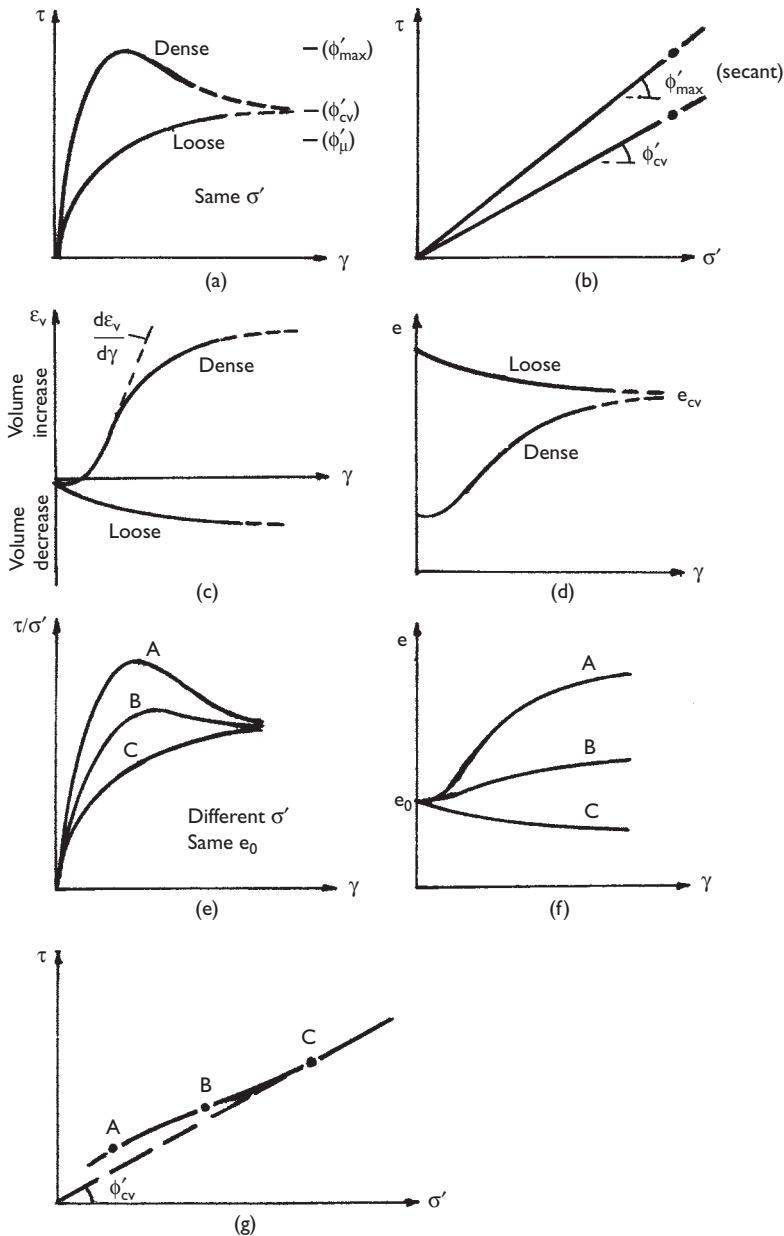 τ
Dense
(ϕ′max)
(ϕ′cv)
Loose
(ϕ′μ)
Same σ′
γ
(a)
τ
ϕ′max
(secant)
ϕ′cv
σ′
(b)
εv
dεv
dγ
Dense
Volume increase
γ
Volume decrease
Loose
(c)
e
Loose
ecv
Dense
γ
(d)
τ/σ′
A
B
C
Different σ′
Same e0
γ
(e)
e
A
B
e0
C
γ
(f)
τ
C
B
A
ϕ′cv
σ′
(g)